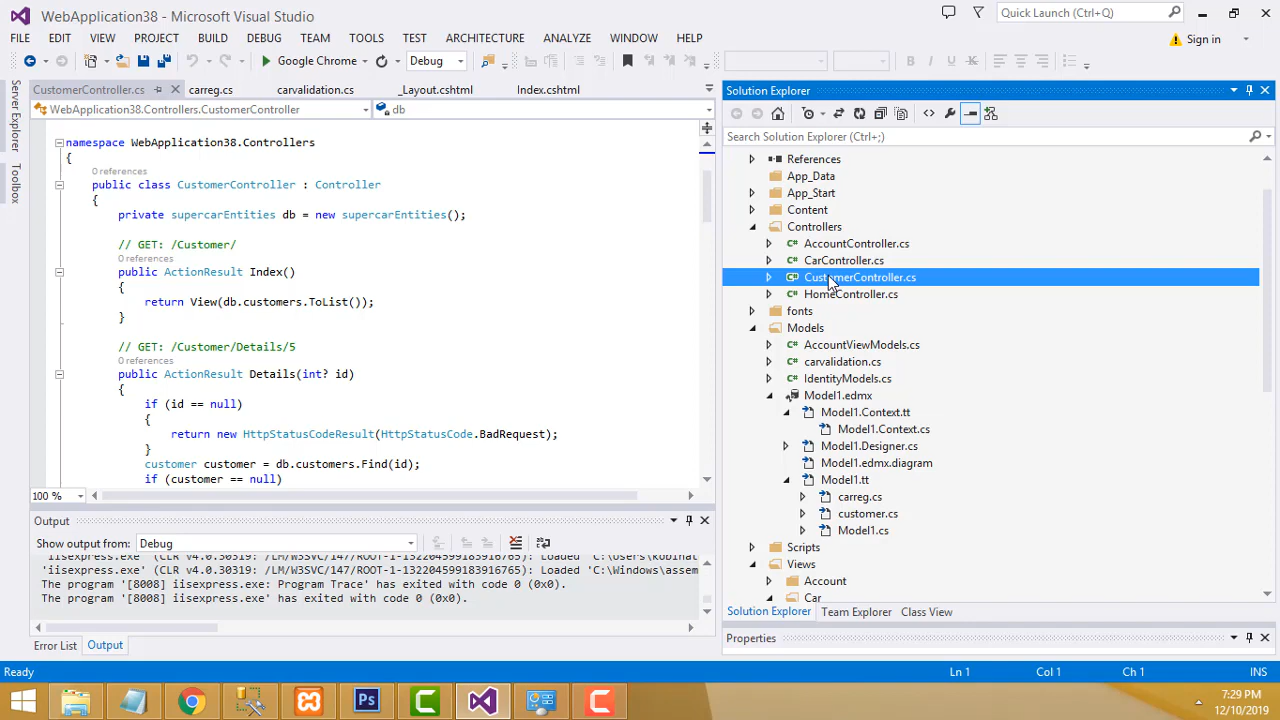 WebApplication38 - Microsoft Visual Studio
Quick Launch (Ctrl+Q)
FILE EDIT VIEW PROJECT BUILD DEBUG TEAM TOOLS TEST ARCHITECTURE ANALYZE WINDOW HELP
Sign in
Google Chrome
Debug
Server Explorer
Toolbox
CustomerController.cs
carreg.cs
carvalidation.cs
_Layout.cshtml
Index.cshtml
WebApplication38.Controllers.CustomerController
db
namespace WebApplication38.Controllers
{
0 references
public class CustomerController : Controller
{
private supercarEntities db = new supercarEntities();
// GET: /Customer/
0 references
public ActionResult Index()
{
return View(db.customers.ToList());
}
// GET: /Customer/Details/5
0 references
public ActionResult Details(int? id)
{
if (id == null)
{
return new HttpStatusCodeResult(HttpStatusCode.BadRequest);
}
customer customer = db.customers.Find(id);
if (customer == null)
100 %
Output
Show output from: Debug
'iisexpress.exe' (CLR v4.0.30319: /LM/W3SVC/147/ROOT-1-132204599183916765): Loaded 'C:\Windows\assem
The program '[8008] iisexpress.exe: Program Trace' has exited with code 0 (0x0).
The program '[8008] iisexpress.exe' has exited with code 0 (0x0).
Error List
Output
Solution Explorer
Search Solution Explorer (Ctrl+;)
References
App_Data
App_Start
Content
Controllers
AccountController.cs
CarController.cs
CustomerController.cs
HomeController.cs
fonts
Models
AccountViewModels.cs
carvalidation.cs
IdentityModels.cs
Model1.edmx
Model1.Context.tt
Model1.Context.cs
Model1.Designer.cs
Model1.edmx.diagram
Model1.tt
carreg.cs
customer.cs
Model1.cs
Scripts
Views
Account
Car
Solution Explorer
Team Explorer
Class View
Properties
Ready
Ln 1
Col 1
Ch 1
INS
Ps
7:29 PM
12/10/2019